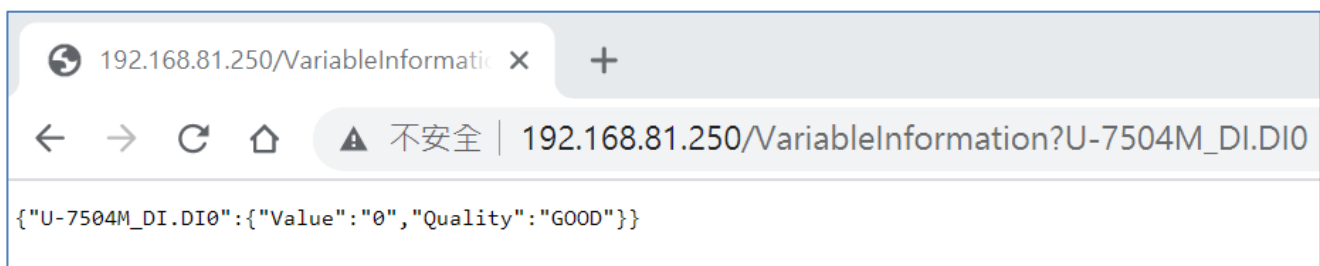 192.168.81.250/VariableInformatic
不安全 192.168.81.250/VariableInformation?U-7504M_DI.DI0
{"U-7504M_DI.DI0":{"Value":"0","Quality":"GOOD"}}